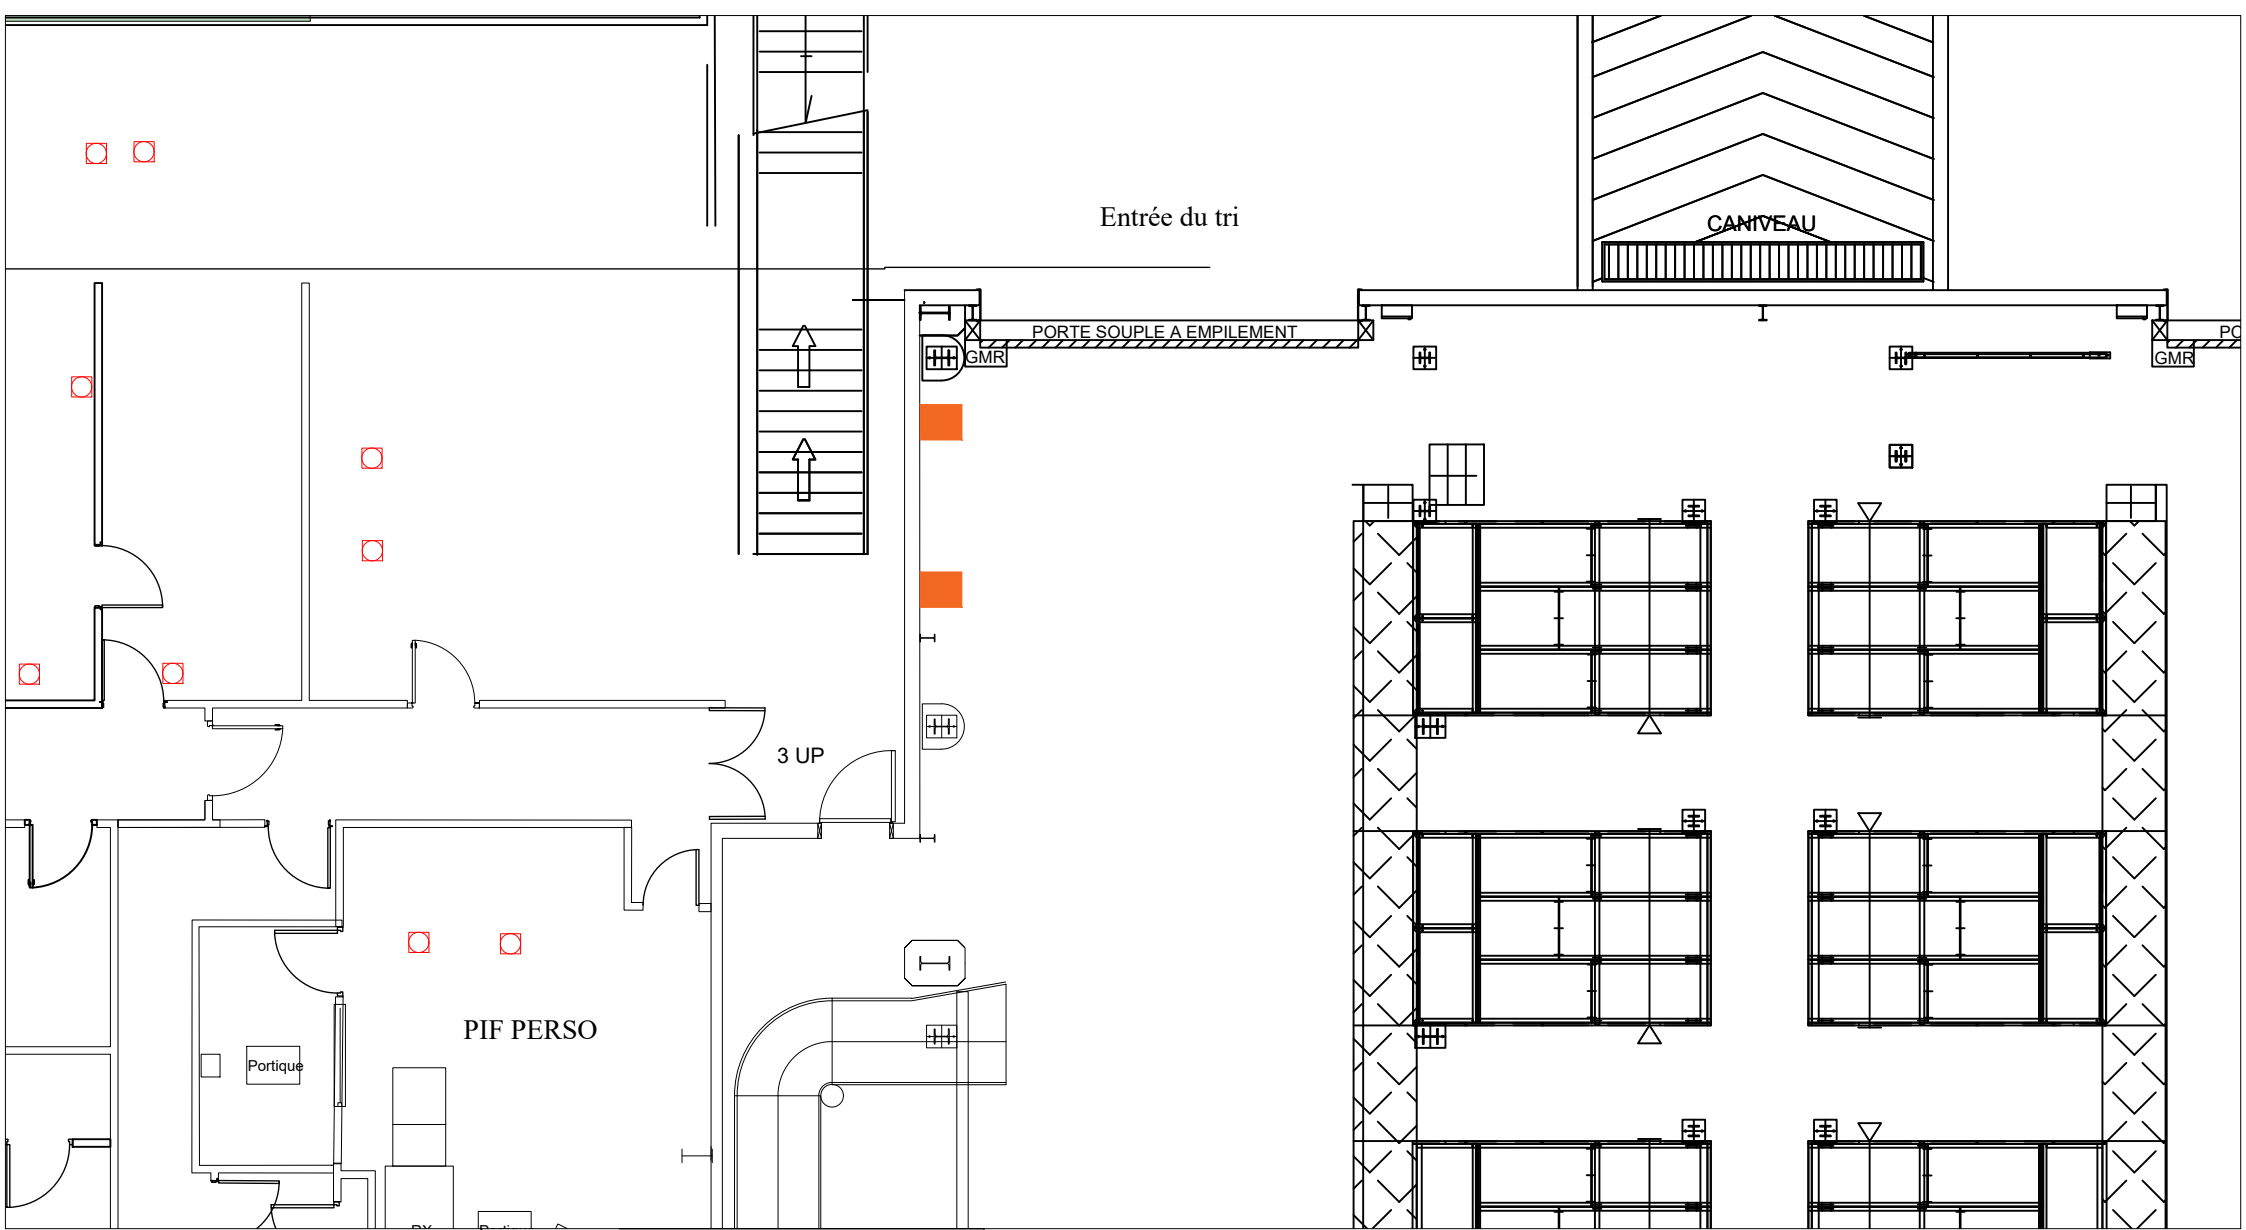 Entrée du tri
CANIVEAU
PORTE SOUPLE A EMPILEMENT
GMR
GMR
3 UP
PIF PERSO
Portique